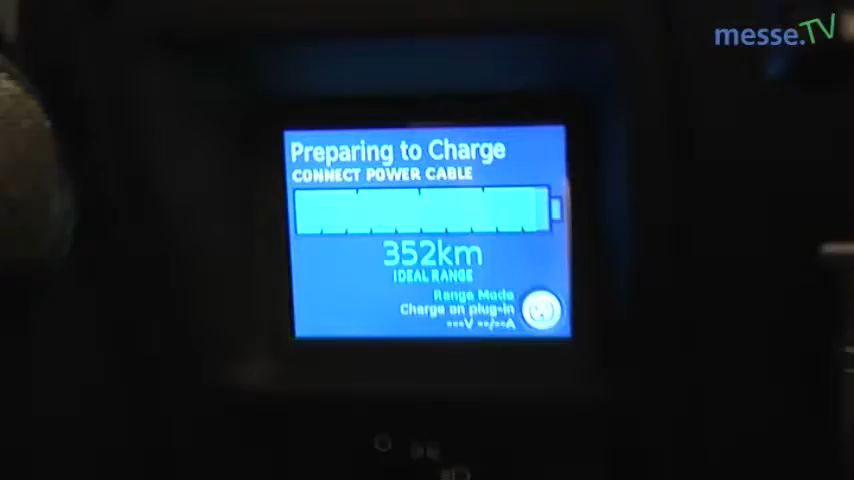 messe.TV
Preparing to Charge
CONNECT POWER CABLE
352km
IDEAL RANGE
Range Mode
Charge on plug-in
---V --/--A